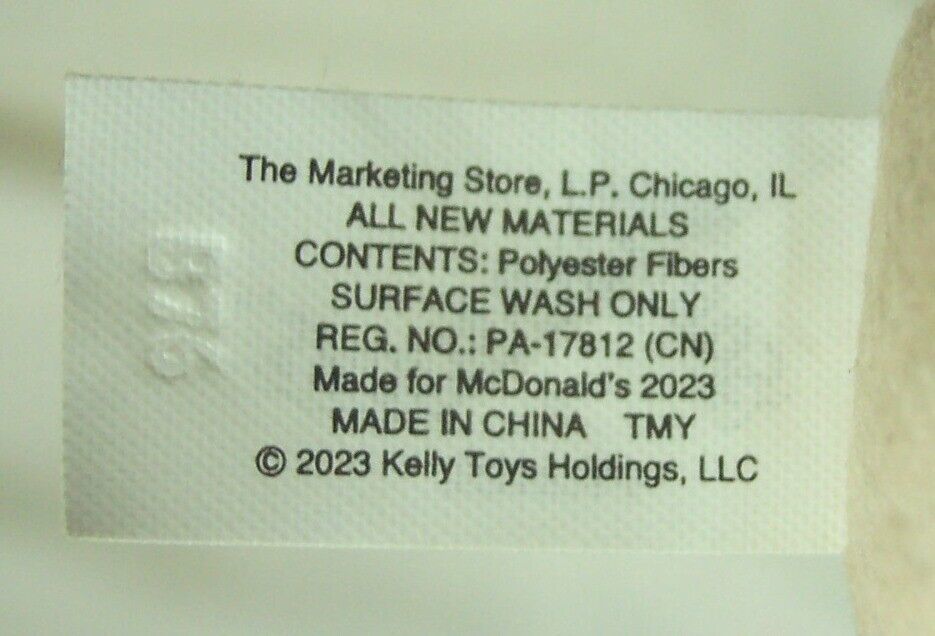 The Marketing Store, L.P. Chicago, IL
ALL NEW MATERIALS
CONTENTS: Polyester Fibers
SURFACE WASH ONLY
REG. NO.: PA-17812 (CN)
Made for McDonald's 2023
MADE IN CHINA TMY
© 2023 Kelly Toys Holdings, LLC